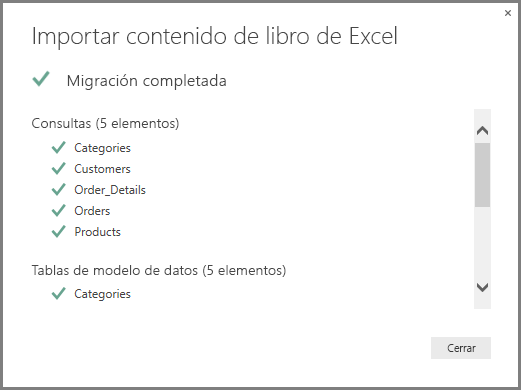 Importar contenido de libro de Excel
Migración completada
Consultas (5 elementos)
Categories
Customers
Order_Details
Orders
Products
Tablas de modelo de datos (5 elementos)
Categories
Cerrar